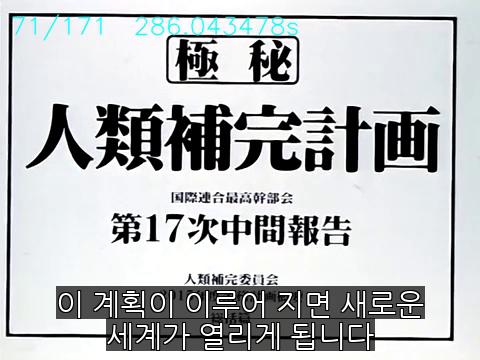 71/171 286.043478s
極秘
人類補完計画
国際連合最高幹部会
第17次中間報告
人類補完委員会
이 계획이 이루어 지면 새로운
세계가 열리게 됩니다
総括篇